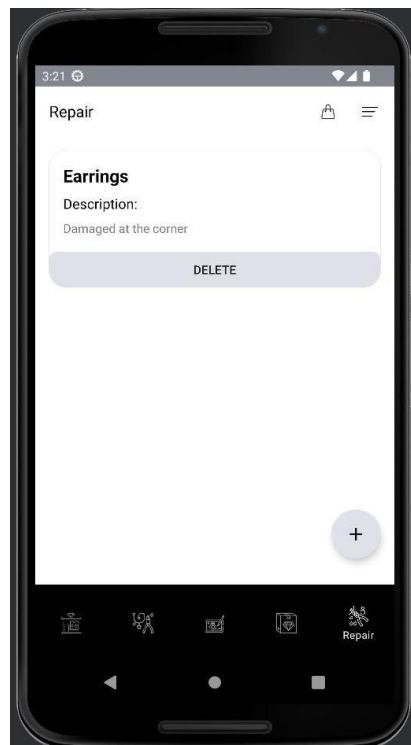 3:21
Repair
Earrings
Description:
Damaged at the corner
DELETE
+
Repair